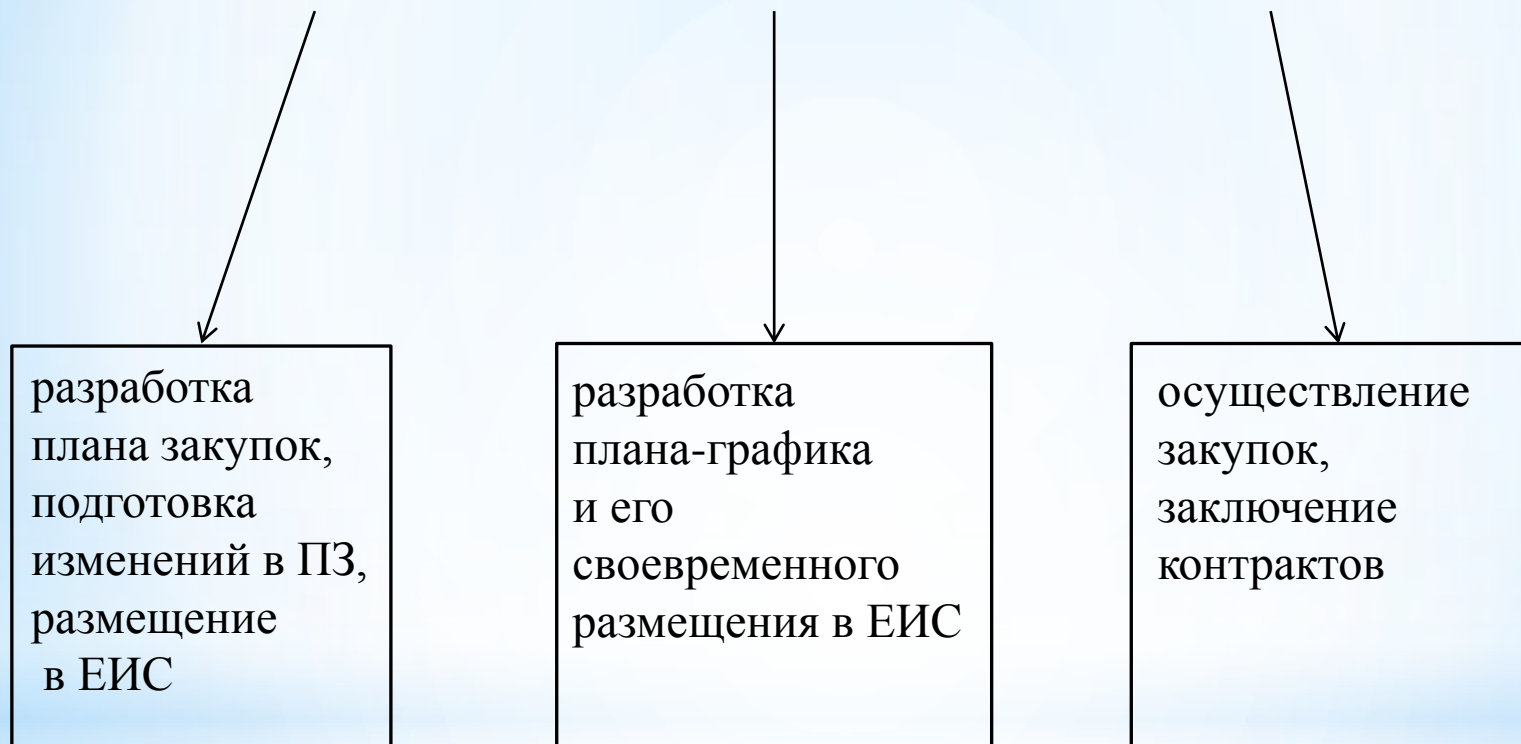 разработка
плана закупок,
подготовка
изменений в ПЗ,
размещение
в ЕИС
разработка
плана-графика
и его
своевременного
размещения в ЕИС
осуществление
закупок,
заключение
контрактов